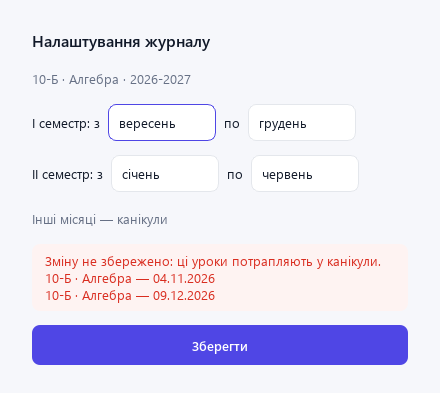 Налаштування журналу
10-Б · Алгебра · 2026-2027
І семестр: з вересень по грудень
ІІ семестр: з січень по червень
Інші місяці — канікули
Зміну не збережено: ці уроки потрапляють у канікули.
10-Б · Алгебра — 04.11.2026
10-Б · Алгебра — 09.12.2026
Зберегти